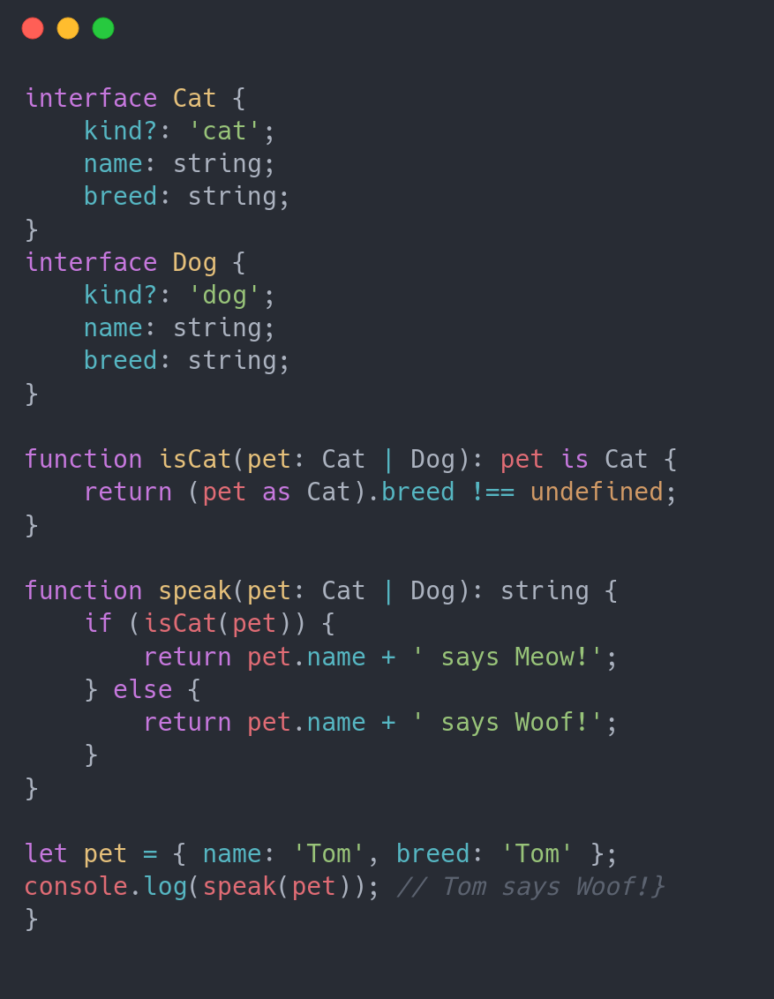 interface Cat {
    kind?: 'cat';
    name: string;
    breed: string;
}
interface Dog {
    kind?: 'dog';
    name: string;
    breed: string;
}

function isCat(pet: Cat | Dog): pet is Cat {
    return (pet as Cat).breed !== undefined;
}

function speak(pet: Cat | Dog): string {
    if (isCat(pet)) {
        return pet.name + ' says Meow!';
    } else {
        return pet.name + ' says Woof!';
    }
}

let pet = { name: 'Tom', breed: 'Tom' };
console.log(speak(pet)); // Tom says Woof!}
}